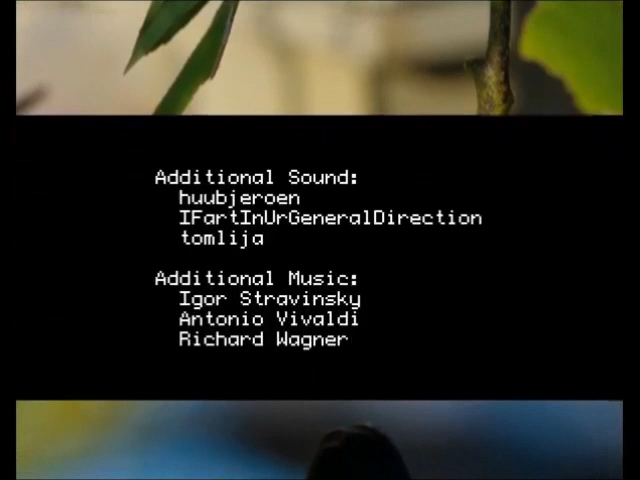 Additional Sound:
huubjeroen
IFartInUrGeneralDirection
tomlija
Additional Music:
Igor Stravinsky
Antonio Vivaldi
Richard Wagner